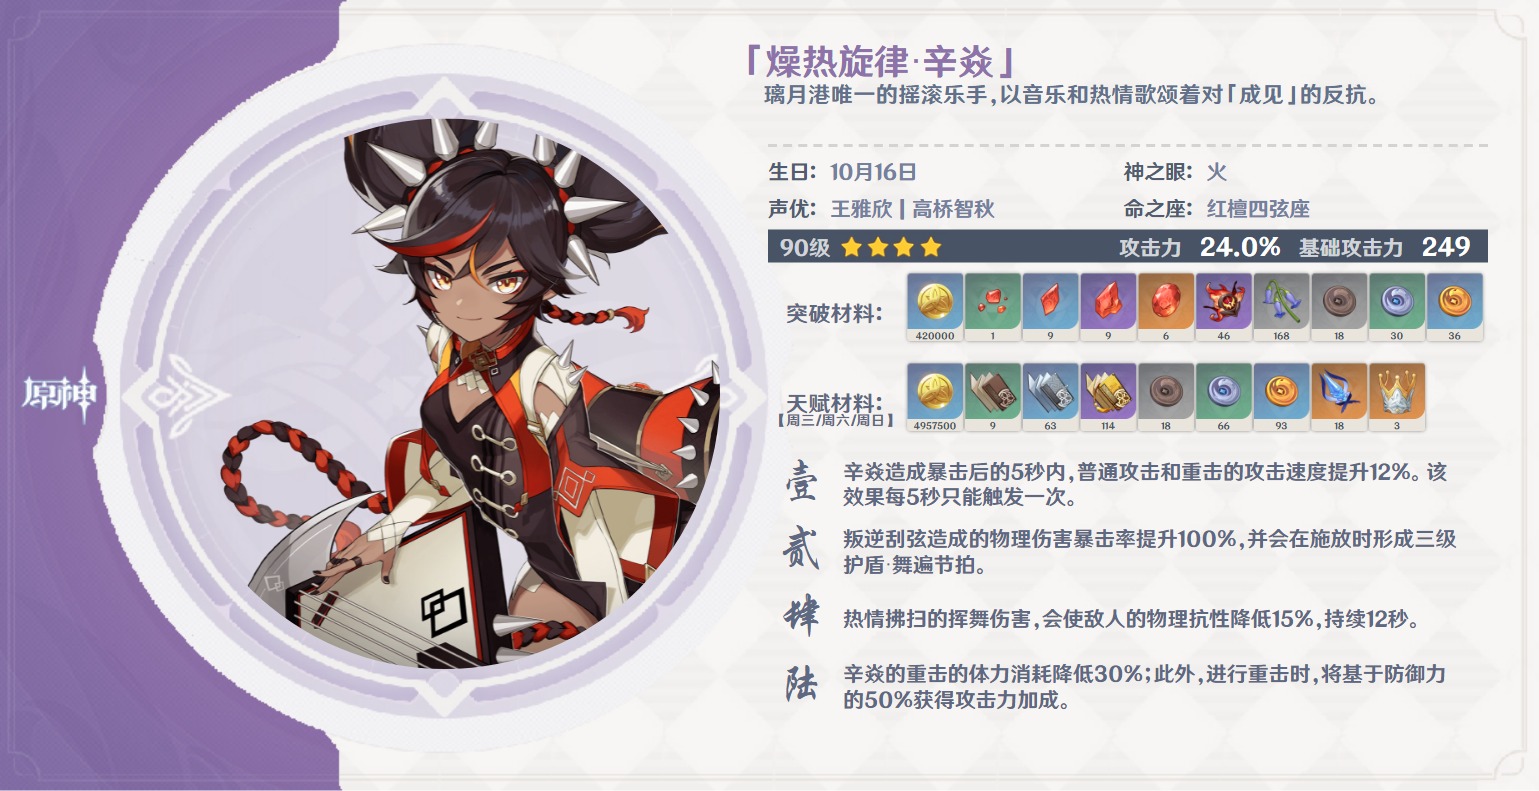 原神
「燥热旋律·辛焱」
璃月港唯一的摇滚乐手,以音乐和热情歌颂着对「成见」的反抗。
生日: 10月16日 神之眼: 火
声优: 王雅欣 | 高桥智秋 命之座: 红檀四弦座
90级 攻击力 24.0% 基础攻击力 249
突破材料:
420000 1 9 9 6 46 168 18 30 36
天赋材料:
【周三/周六/周日】
4957500 9 63 114 18 66 93 18 3
壹 辛焱造成暴击后的5秒内,普通攻击和重击的攻击速度提升12%。该
效果每5秒只能触发一次。
贰 叛逆刮弦造成的物理伤害暴击率提升100%,并会在施放时形成三级
护盾·舞遍节拍。
肆 热情拂扫的挥舞伤害,会使敌人的物理抗性降低15%,持续12秒。
陆 辛焱的重击的体力消耗降低30%;此外,进行重击时,将基于防御力
的50%获得攻击力加成。